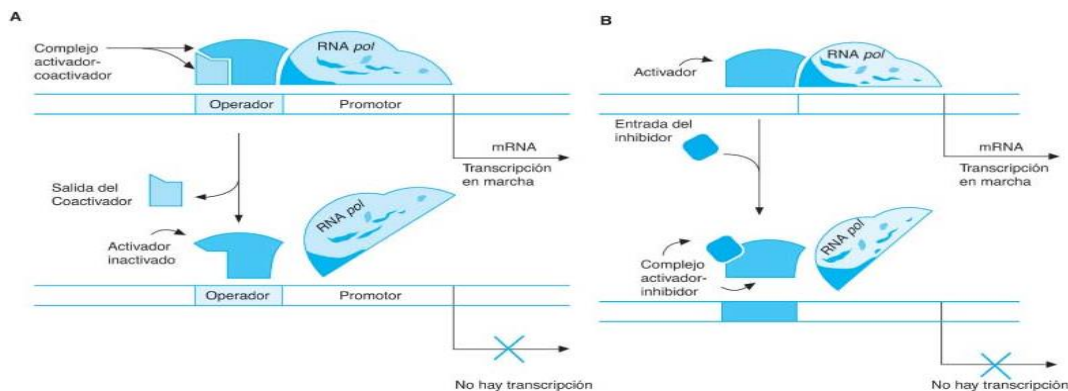 A
Complejo
activador-
coactivador
RNA pol
Operador
Promotor
mRNA
Transcripción
en marcha
Salida del
Coactivador
Activador
inactivado
RNA pol
Operador
Promotor
No hay transcripción
B
Activador
RNA pol
Entrada del
inhibidor
mRNA
Transcripción
en marcha
Complejo
activador-
inhibidor
RNA pol
No hay transcripción